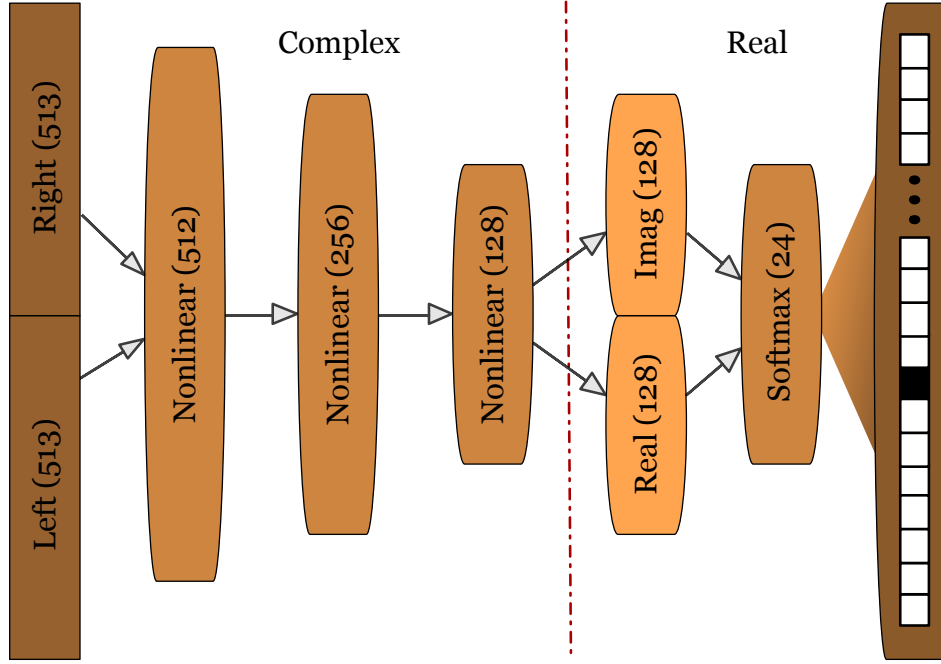 Complex
Real
Right (513)
Left (513)
Nonlinear (512)
Nonlinear (256)
Nonlinear (128)
Imag (128)
Real (128)
Softmax (24)